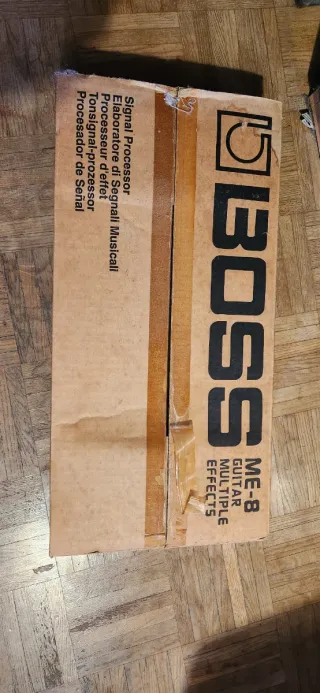 BOSS
ME-8
GUITAR
MULTIPLE
EFFECTS
Signal Processor
Elaboratore di Segnali Musicali
Processeur d'effet
Tonsignal-prozessor
Procesador de Señal